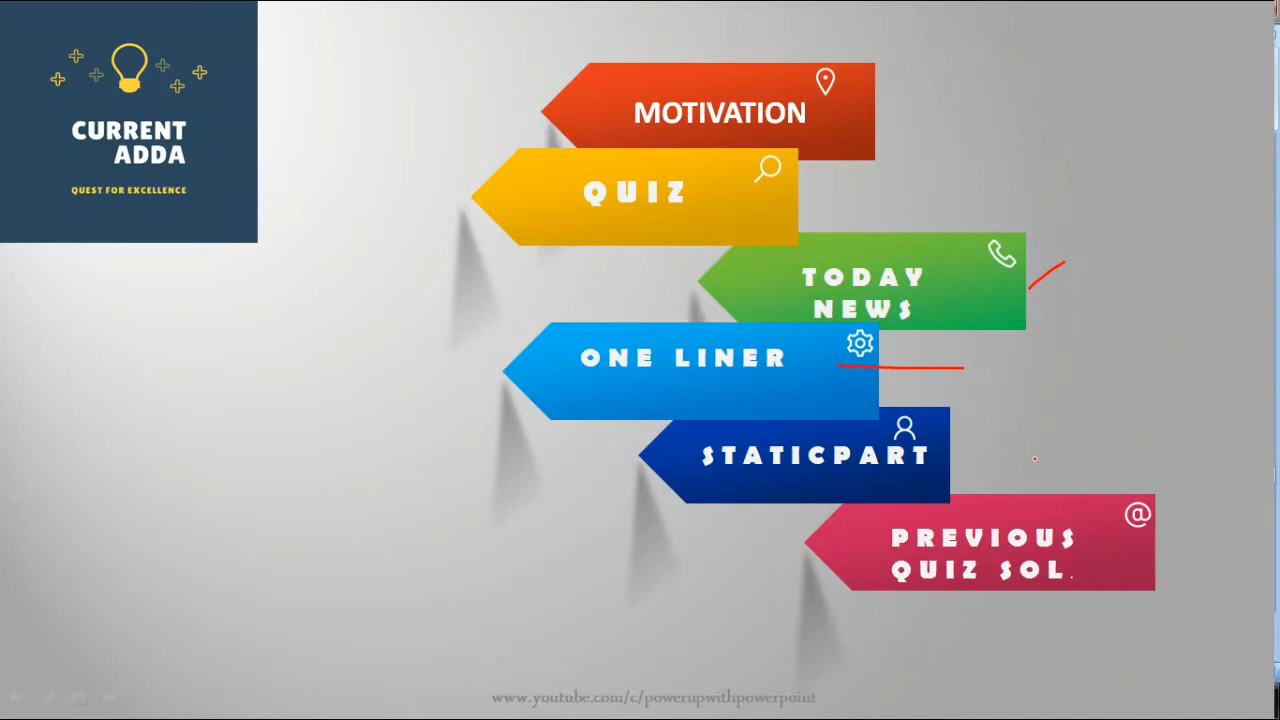 CURRENT
ADDA
QUEST FOR EXCELLENCE
MOTIVATION
QUIZ
TODAY
NEWS
ONE LINER
STATICPART
PREVIOUS
QUIZ SOL.
www.youtube.com/c/powerupwithpowerpoint